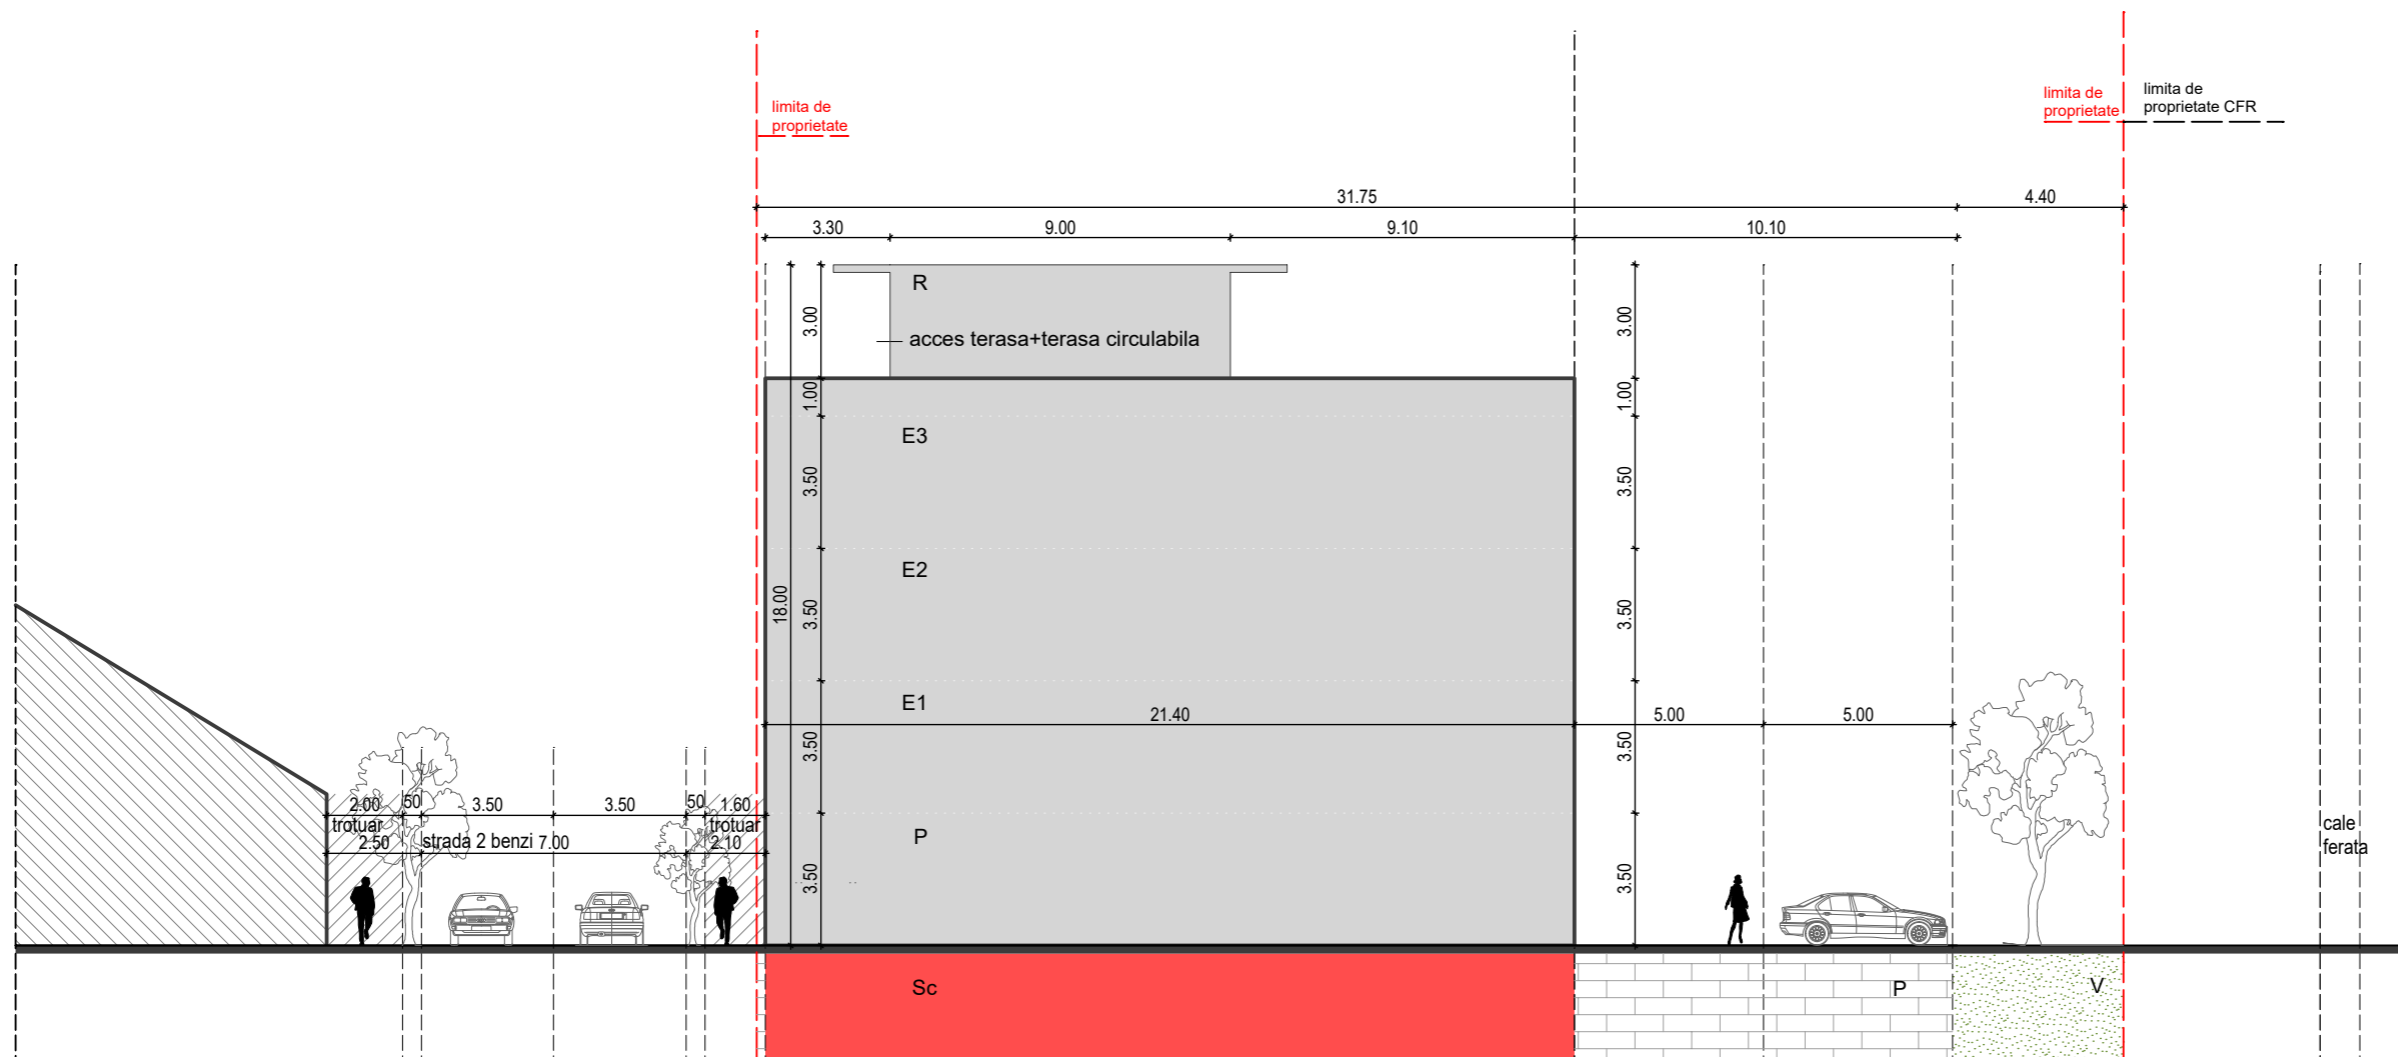 limita de
proprietate
limita de
proprietate
limita de
proprietate CFR
31.75
4.40
3.30
9.00
9.10
10.10
R
acces terasa+terasa circulabila
3.00
3.00
1.00
1.00
E3
3.50
3.50
E2
18.00
3.50
3.50
E1
21.40
5.00
5.00
3.50
3.50
2.00
50
3.50
3.50
50
1.60
trotuar
trotuar
2.50
strada 2 benzi
7.00
2.10
P
cale
ferata
3.50
3.50
Sc
P
V